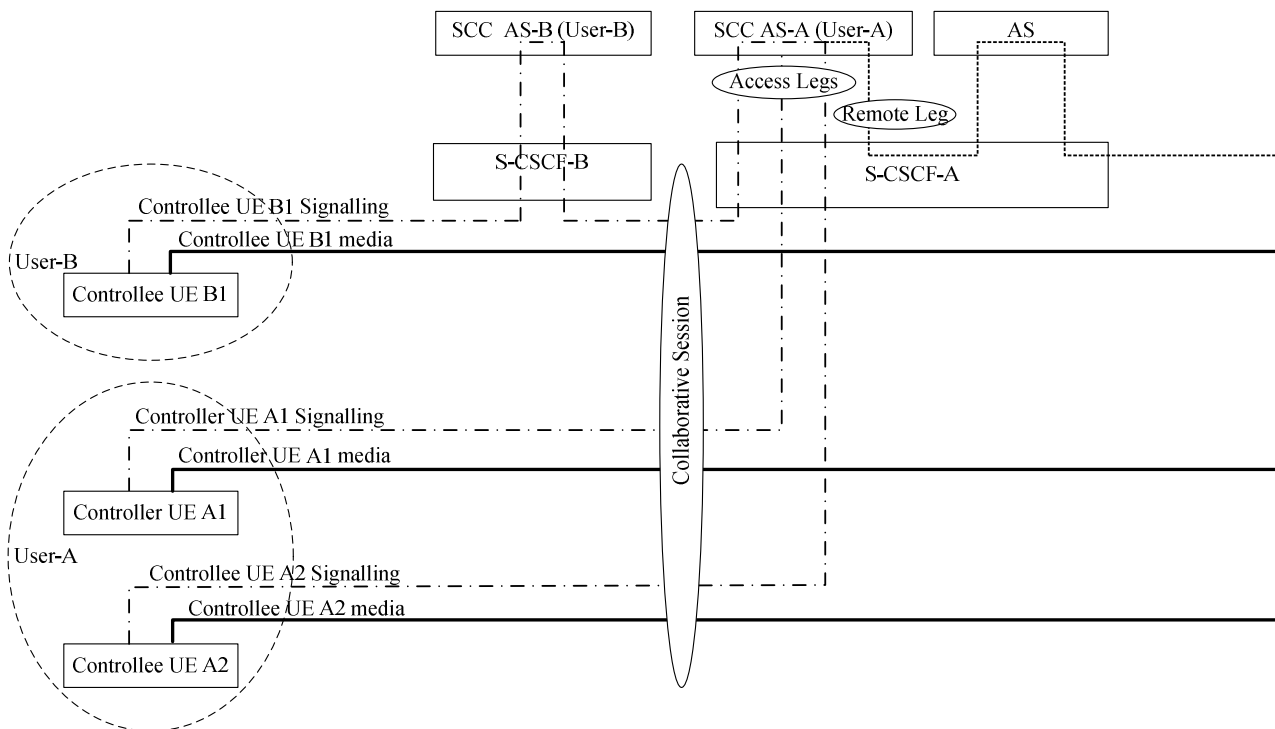 SCC AS-B (User-B)
SCC AS-A (User-A)
AS
Access Legs
Remote Leg
S-CSCF-B
S-CSCF-A
Controllee UE B1 Signalling
Controllee UE B1 media
User-B
Controllee UE B1
Collaborative Session
Controller UE A1 Signalling
Controller UE A1 media
Controller UE A1
User-A
Controllee UE A2 Signalling
Controllee UE A2 media
Controllee UE A2